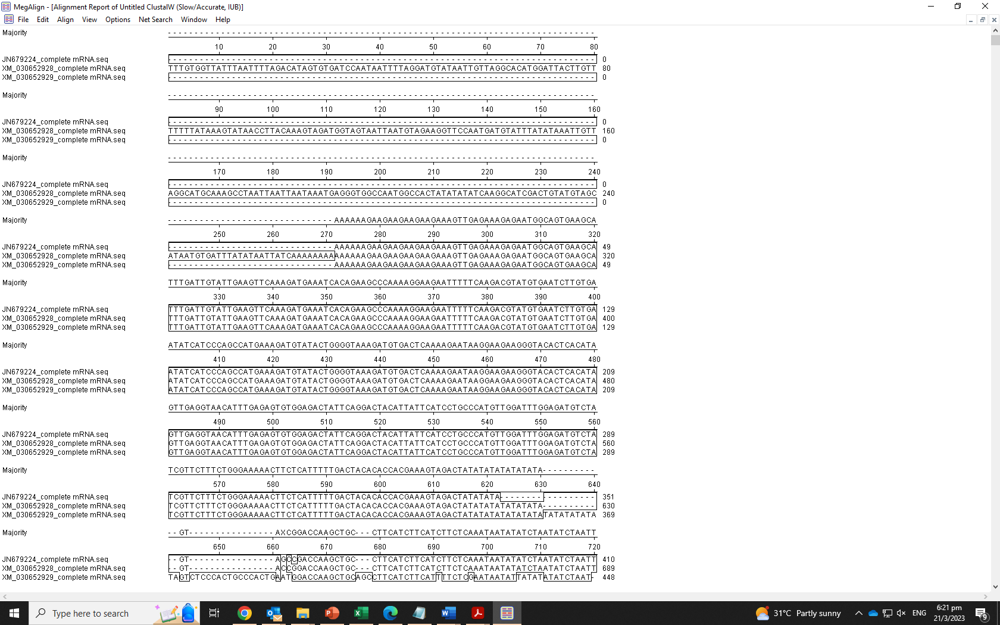 MegAlign - [Alignment Report of Untitled ClustalW (Slow/Accurate, IUB)]
File Edit Align View Options Net Search Window Help
Majority - - - - - - - - - - - - - - - - - - - - - - - - - - - - - - - - - - - - - - - - - - - - - - - - - - - - - - - - - - - - - - - - - - - - - - - - - - - - - - - -
10 20 30 40 50 60 70 80
JN679224_complete mRNA.seq - - - - - - - - - - - - - - - - - - - - - - - - - - - - - - - - - - - - - - - - - - - - - - - - - - - - - - - - - - - - - - - - - - - - - - - - - - - - - - - - 0
XM_030652928_complete mRNA.seq TTTGTGGTTATTTAATTTTAGACATAGTGTGATCCAATAATTTTAGGATGTATAATTGTTAGGCACATGGATTACTTGTT 80
XM_030652929_complete mRNA.seq - - - - - - - - - - - - - - - - - - - - - - - - - - - - - - - - - - - - - - - - - - - - - - - - - - - - - - - - - - - - - - - - - - - - - - - - - - - - - - - - 0
Majority - - - - - - - - - - - - - - - - - - - - - - - - - - - - - - - - - - - - - - - - - - - - - - - - - - - - - - - - - - - - - - - - - - - - - - - - - - - - - - - -
90 100 110 120 130 140 150 160
JN679224_complete mRNA.seq - - - - - - - - - - - - - - - - - - - - - - - - - - - - - - - - - - - - - - - - - - - - - - - - - - - - - - - - - - - - - - - - - - - - - - - - - - - - - - - - 0
XM_030652928_complete mRNA.seq TTTTTATAAAGTATAACCTTACAAAGTAGATGGTAGTAATTAATGTAGAAGGTTCCAATGATGTATTTATATAAATTGTT 160
XM_030652929_complete mRNA.seq - - - - - - - - - - - - - - - - - - - - - - - - - - - - - - - - - - - - - - - - - - - - - - - - - - - - - - - - - - - - - - - - - - - - - - - - - - - - - - - - 0
Majority - - - - - - - - - - - - - - - - - - - - - - - - - - - - - - - - - - - - - - - - - - - - - - - - - - - - - - - - - - - - - - - - - - - - - - - - - - - - - - - -
170 180 190 200 210 220 230 240
JN679224_complete mRNA.seq - - - - - - - - - - - - - - - - - - - - - - - - - - - - - - - - - - - - - - - - - - - - - - - - - - - - - - - - - - - - - - - - - - - - - - - - - - - - - - - - 0
XM_030652928_complete mRNA.seq AGGCATGCAAAGCCTAATTAATTAATAAATGAGGGTGGCCAATGGCCACTATATATATCAAGGCATCGACTGTATGTAGC 240
XM_030652929_complete mRNA.seq - - - - - - - - - - - - - - - - - - - - - - - - - - - - - - - - - - - - - - - - - - - - - - - - - - - - - - - - - - - - - - - - - - - - - - - - - - - - - - - - 0
Majority - - - - - - - - - - - - - - - - - - - - - - - - - - - - - - - AAAAAAGAAGAAGAAGAAGAAAGTTGAGAAAGAGAATGGCAGTGAAGCA
250 260 270 280 290 300 310 320
JN679224_complete mRNA.seq - - - - - - - - - - - - - - - - - - - - - - - - - - - - - - - AAAAAAGAAGAAGAAGAAGAAAGTTGAGAAAGAGAATGGCAGTGAAGCA 49
XM_030652928_complete mRNA.seq ATAATGTGATTTATATAATTATCAAAAAAAAAAAAAAGAAGAAGAAGAAGAAAGTTGAGAAAGAGAATGGCAGTGAAGCA 320
XM_030652929_complete mRNA.seq - - - - - - - - - - - - - - - - - - - - - - - - - - - - - - - AAAAAAGAAGAAGAAGAAGAAAGTTGAGAAAGAGAATGGCAGTGAAGCA 49
Majority TTTGATTGTATTGAAGTTCAAAGATGAAATCACAGAAGCCCAAAAGGAAGAATTTTTCAAGACGTATGTGAATCTTGTGA
330 340 350 360 370 380 390 400
JN679224_complete mRNA.seq TTTGATTGTATTGAAGTTCAAAGATGAAATCACAGAAGCCCAAAAGGAAGAATTTTTCAAGACGTATGTGAATCTTGTGA 129
XM_030652928_complete mRNA.seq TTTGATTGTATTGAAGTTCAAAGATGAAATCACAGAAGCCCAAAAGGAAGAATTTTTCAAGACGTATGTGAATCTTGTGA 400
XM_030652929_complete mRNA.seq TTTGATTGTATTGAAGTTCAAAGATGAAATCACAGAAGCCCAAAAGGAAGAATTTTTCAAGACGTATGTGAATCTTGTGA 129
Majority ATATCATCCCAGCCATGAAAGATGTATACTGGGGTAAAGATGTGACTCAAAAGAATAAGGAAGAAGGGTACACTCACATA
410 420 430 440 450 460 470 480
JN679224_complete mRNA.seq ATATCATCCCAGCCATGAAAGATGTATACTGGGGTAAAGATGTGACTCAAAAGAATAAGGAAGAAGGGTACACTCACATA 209
XM_030652928_complete mRNA.seq ATATCATCCCAGCCATGAAAGATGTATACTGGGGTAAAGATGTGACTCAAAAGAATAAGGAAGAAGGGTACACTCACATA 480
XM_030652929_complete mRNA.seq ATATCATCCCAGCCATGAAAGATGTATACTGGGGTAAAGATGTGACTCAAAAGAATAAGGAAGAAGGGTACACTCACATA 209
Majority GTTGAGGTAACATTTGAGAGTGTGGAGACTATTCAGGACTACATTATTCATCCTGCCCATGTTGGATTTGGAGATGTCTA
490 500 510 520 530 540 550 560
JN679224_complete mRNA.seq GTTGAGGTAACATTTGAGAGTGTGGAGACTATTCAGGACTACATTATTCATCCTGCCCATGTTGGATTTGGAGATGTCTA 289
XM_030652928_complete mRNA.seq GTTGAGGTAACATTTGAGAGTGTGGAGACTATTCAGGACTACATTATTCATCCTGCCCATGTTGGATTTGGAGATGTCTA 560
XM_030652929_complete mRNA.seq GTTGAGGTAACATTTGAGAGTGTGGAGACTATTCAGGACTACATTATTCATCCTGCCCATGTTGGATTTGGAGATGTCTA 289
Majority TCGTTCTTTCTGGGAAAAACTTCTCATTTTTGACTACACACCACGAAAGTAGACTATATATATATATATA- - - - - - - - - -
570 580 590 600 610 620 630 640
JN679224_complete mRNA.seq TCGTTCTTTCTGGGAAAAACTTCTCATTTTTGACTACACACCACGAAAGTAGACTATATATA- - - - - - - - - - - - - - - - - - 351
XM_030652928_complete mRNA.seq TCGTTCTTTCTGGGAAAAACTTCTCATTTTTGACTACACACCACGAAAGTAGACTATATATATATATATA- - - - - - - - - - 630
XM_030652929_complete mRNA.seq TCGTTCTTTCTGGGAAAAACTTCTCATTTTTGACTACACACCACGAAAGTAGACTATATATATATATATATATATATATA 369
Majority - - GT- - - - - - - - - - - - - - - - AXCGGACCAAGCTGC- - - CTTCATCTTCATCTTCTCAAATAATATATCTAATATCTAATT
650 660 670 680 690 700 710 720
JN679224_complete mRNA.seq - - GT- - - - - - - - - - - - - - - - AGCCGACCAAGCTGC- - - CTTCATCTTCATCTTCTCAAATAATATATCTAATATCTAATT 410
XM_030652928_complete mRNA.seq - - GT- - - - - - - - - - - - - - - - ACCGGACCAAGCTGC- - - CTTCATCTTCATCTTCTCAAATAATATATCTAATATCTAATT 689
XM_030652929_complete mRNA.seq TAGTCTCCCACTGCCCACTGAATGGACCAAGCTGCAGCCTTCATCTTCATTTTCTCGAATAATATTATATATATCTAAT- 448
Type here to search
31°C Partly sunny
ENG
6:21 pm
21/3/2023
9